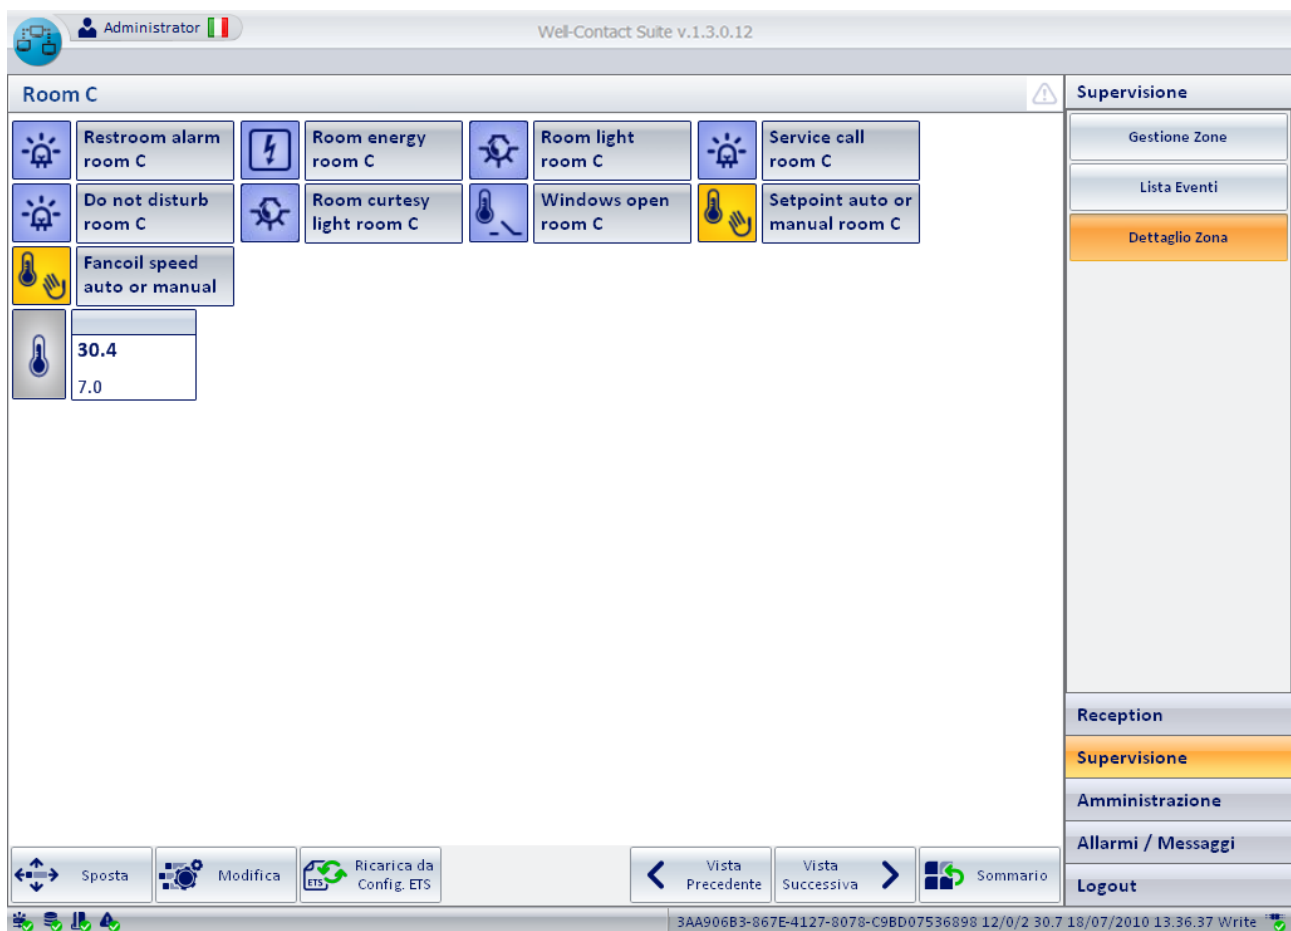 Administrator
Well-Contact Suite v.1.3.0.12
Room C
Supervisione
Restroom alarm
room C
Room energy
room C
Room light
room C
Service call
room C
Do not disturb
room C
Room curtesy
light room C
Windows open
room C
Setpoint auto or
manual room C
Fancoil speed
auto or manual
30.4
7.0
Gestione Zone
Lista Eventi
Dettaglio Zona
Reception
Supervisione
Amministrazione
Allarmi / Messaggi
Logout
Sposta
Modifica
ETS
Ricarica da
Config. ETS
Vista
Precedente
Vista
Successiva
Sommario
3AA906B3-867E-4127-8078-C9BD07536898 12/0/2 30.7 18/07/2010 13.36.37 Write